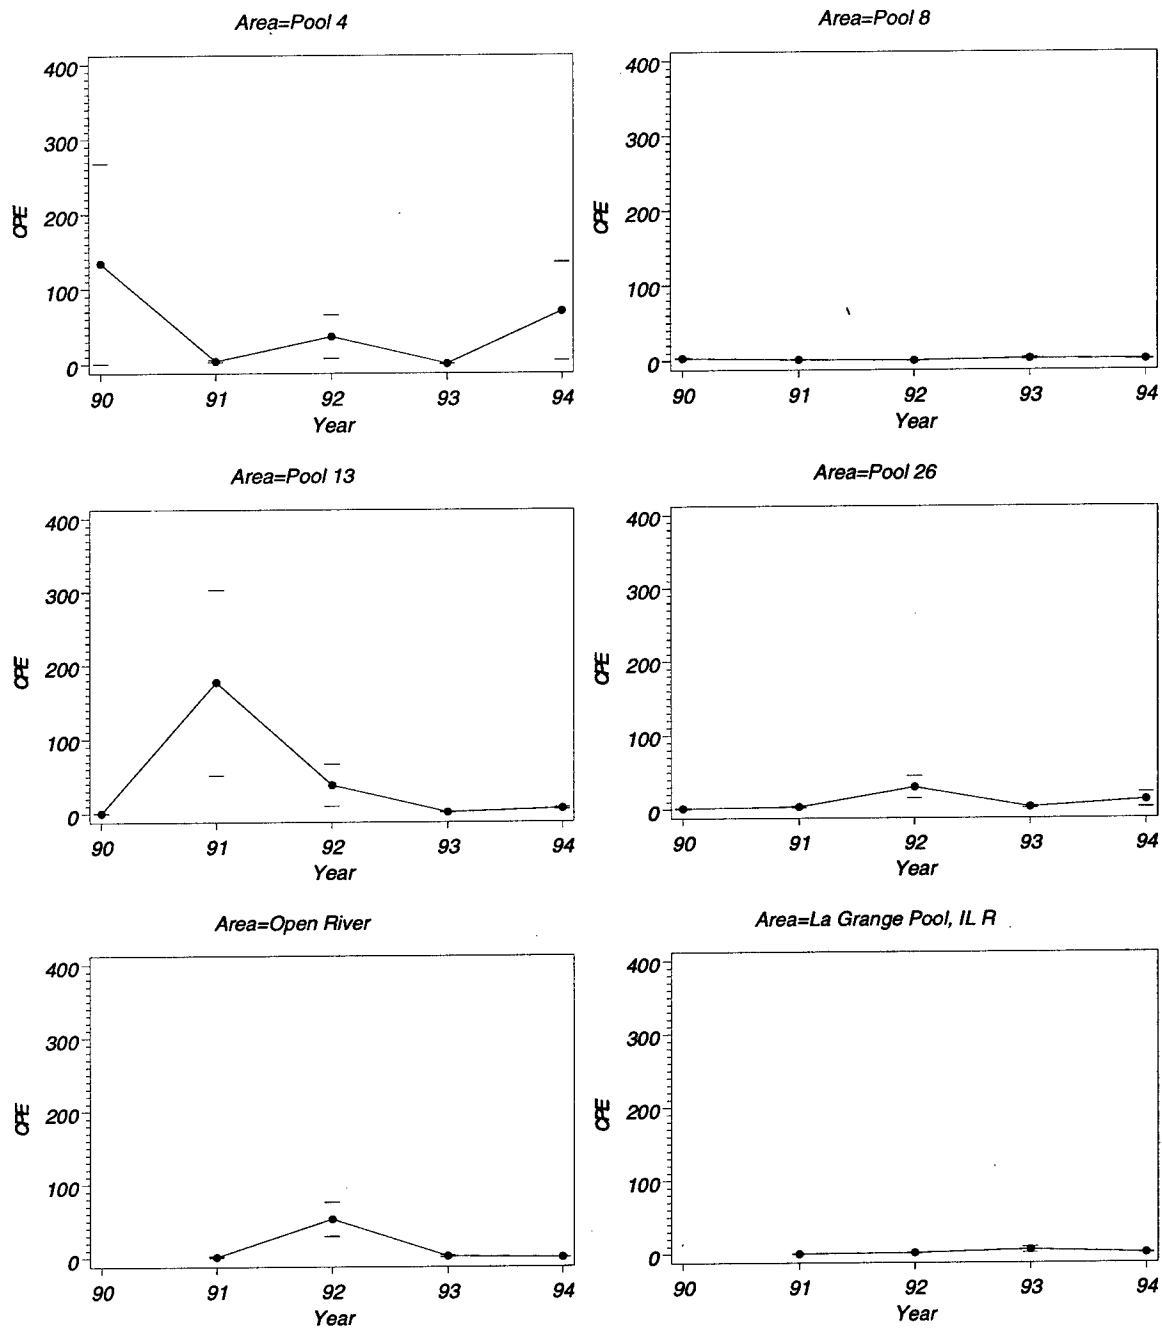 Area=Pool 4
400
300
200
100
0
CPE
90 91 92 93 94
Year
Area=Pool 8
400
300
200
100
0
CPE
90 91 92 93 94
Year
Area=Pool 13
400
300
200
100
0
CPE
90 91 92 93 94
Year
Area=Pool 26
400
300
200
100
0
CPE
90 91 92 93 94
Year
Area=Open River
400
300
200
100
0
CPE
90 91 92 93 94
Year
Area=La Grange Pool, IL R
400
300
200
100
0
CPE
90 91 92 93 94
Year